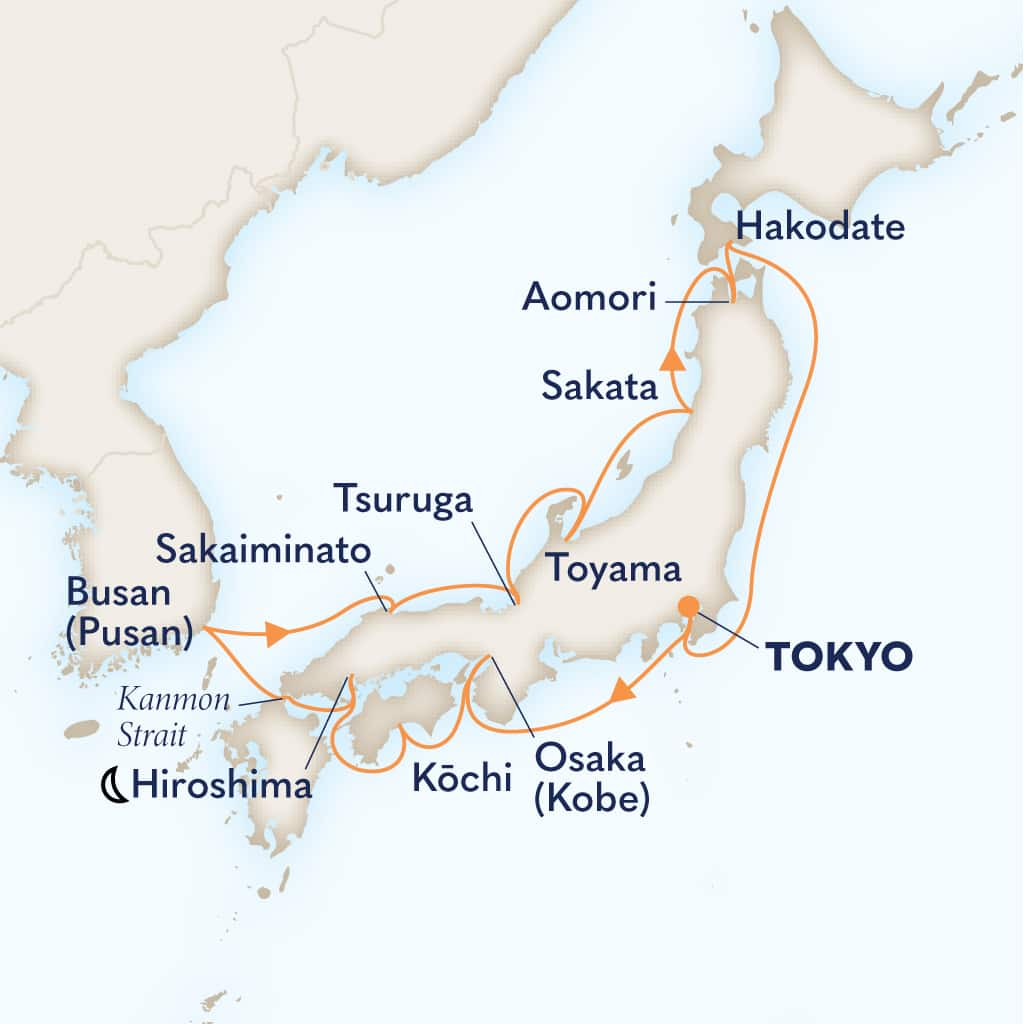 Hakodate
Aomori
Sakata
Tsuruga
Sakaiminato
Toyama
Busan
(Pusan)
TOKYO
Kanmon
Strait
Hiroshima
Kōchi
Osaka
(Kobe)